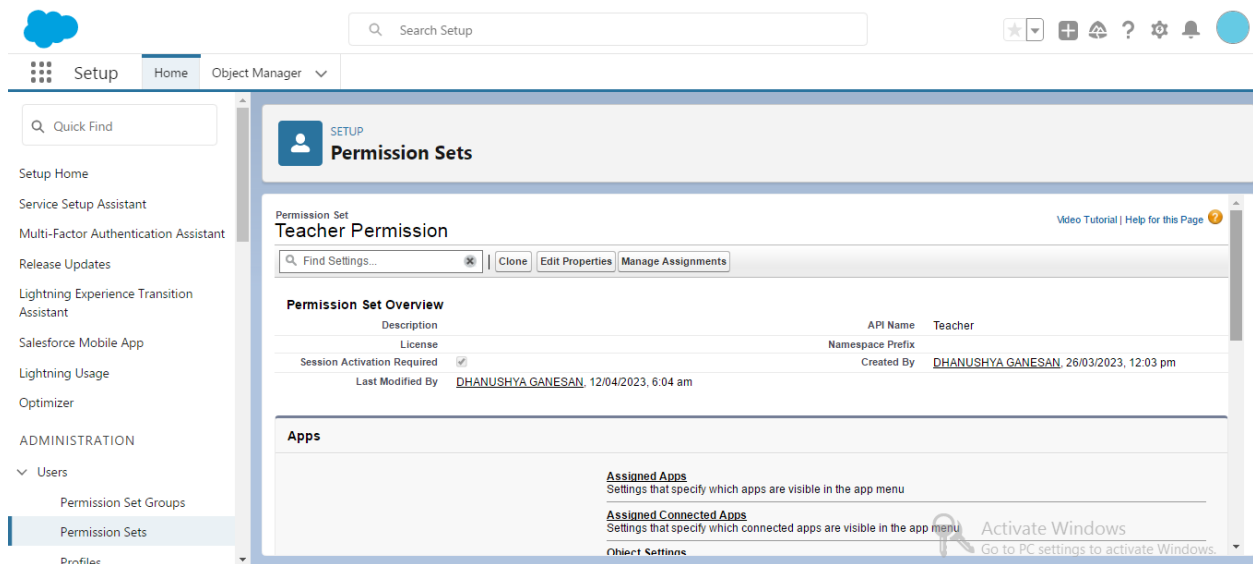 Search Setup
Setup
Home
Object Manager
Quick Find
Setup Home
Service Setup Assistant
Multi-Factor Authentication Assistant
Release Updates
Lightning Experience Transition
Assistant
Salesforce Mobile App
Lightning Usage
Optimizer
ADMINISTRATION
Users
Permission Set Groups
Permission Sets
Profiles
SETUP
Permission Sets
Permission Set
Teacher Permission
Video Tutorial | Help for this Page
Find Settings... | Clone Edit Properties Manage Assignments
Permission Set Overview
Description API Name Teacher
License Namespace Prefix
Session Activation Required Created By DHANUSHYA GANESAN, 26/03/2023, 12:03 pm
Last Modified By DHANUSHYA GANESAN, 12/04/2023, 6:04 am
Apps
Assigned Apps
Settings that specify which apps are visible in the app menu
Assigned Connected Apps
Settings that specify which connected apps are visible in the app menu
Object Settings
Activate Windows
Go to PC settings to activate Windows.